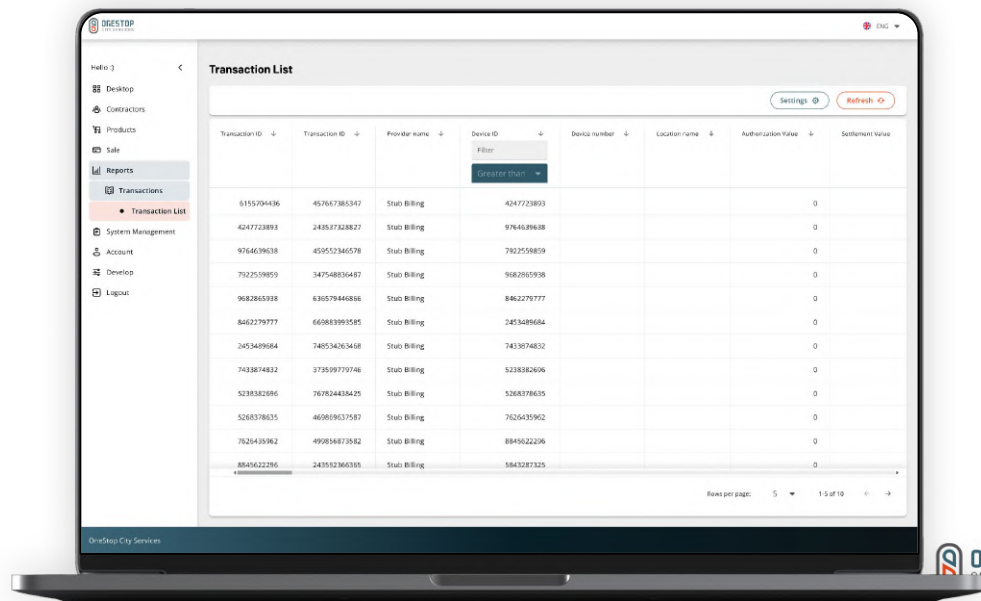 ONESTOP
CITY SERVICES
ENG
Hello :)
Transaction List
Desktop
Contractors
Products
Sale
Reports
Transactions
Transaction List
System Management
Account
Develop
Logout
Settings
Refresh
Transaction ID Transaction ID Provider name Device ID Device number Location name Authorization Value Settlement Value
Filter
Greater than
6155704436 457667385347 Stub Billing 4247723893 0
4247723893 243537328827 Stub Billing 9764639638 0
9764639638 459552346578 Stub Billing 7922559859 0
7922559859 347548836487 Stub Billing 9682865938 0
9682865938 636579446866 Stub Billing 8462279777 0
8462279777 669883993585 Stub Billing 2453489684 0
2453489684 748534263468 Stub Billing 7433874832 0
7433874832 373599779746 Stub Billing 5238382696 0
5238382696 767824438425 Stub Billing 5268378635 0
5268378635 469869637587 Stub Billing 7626435962 0
7626435962 499856873582 Stub Billing 8845622296 0
8845622296 243592366365 Stub Billing 5843287325 0
Rows per page: 5 1-5 of 10
OneStop City Services